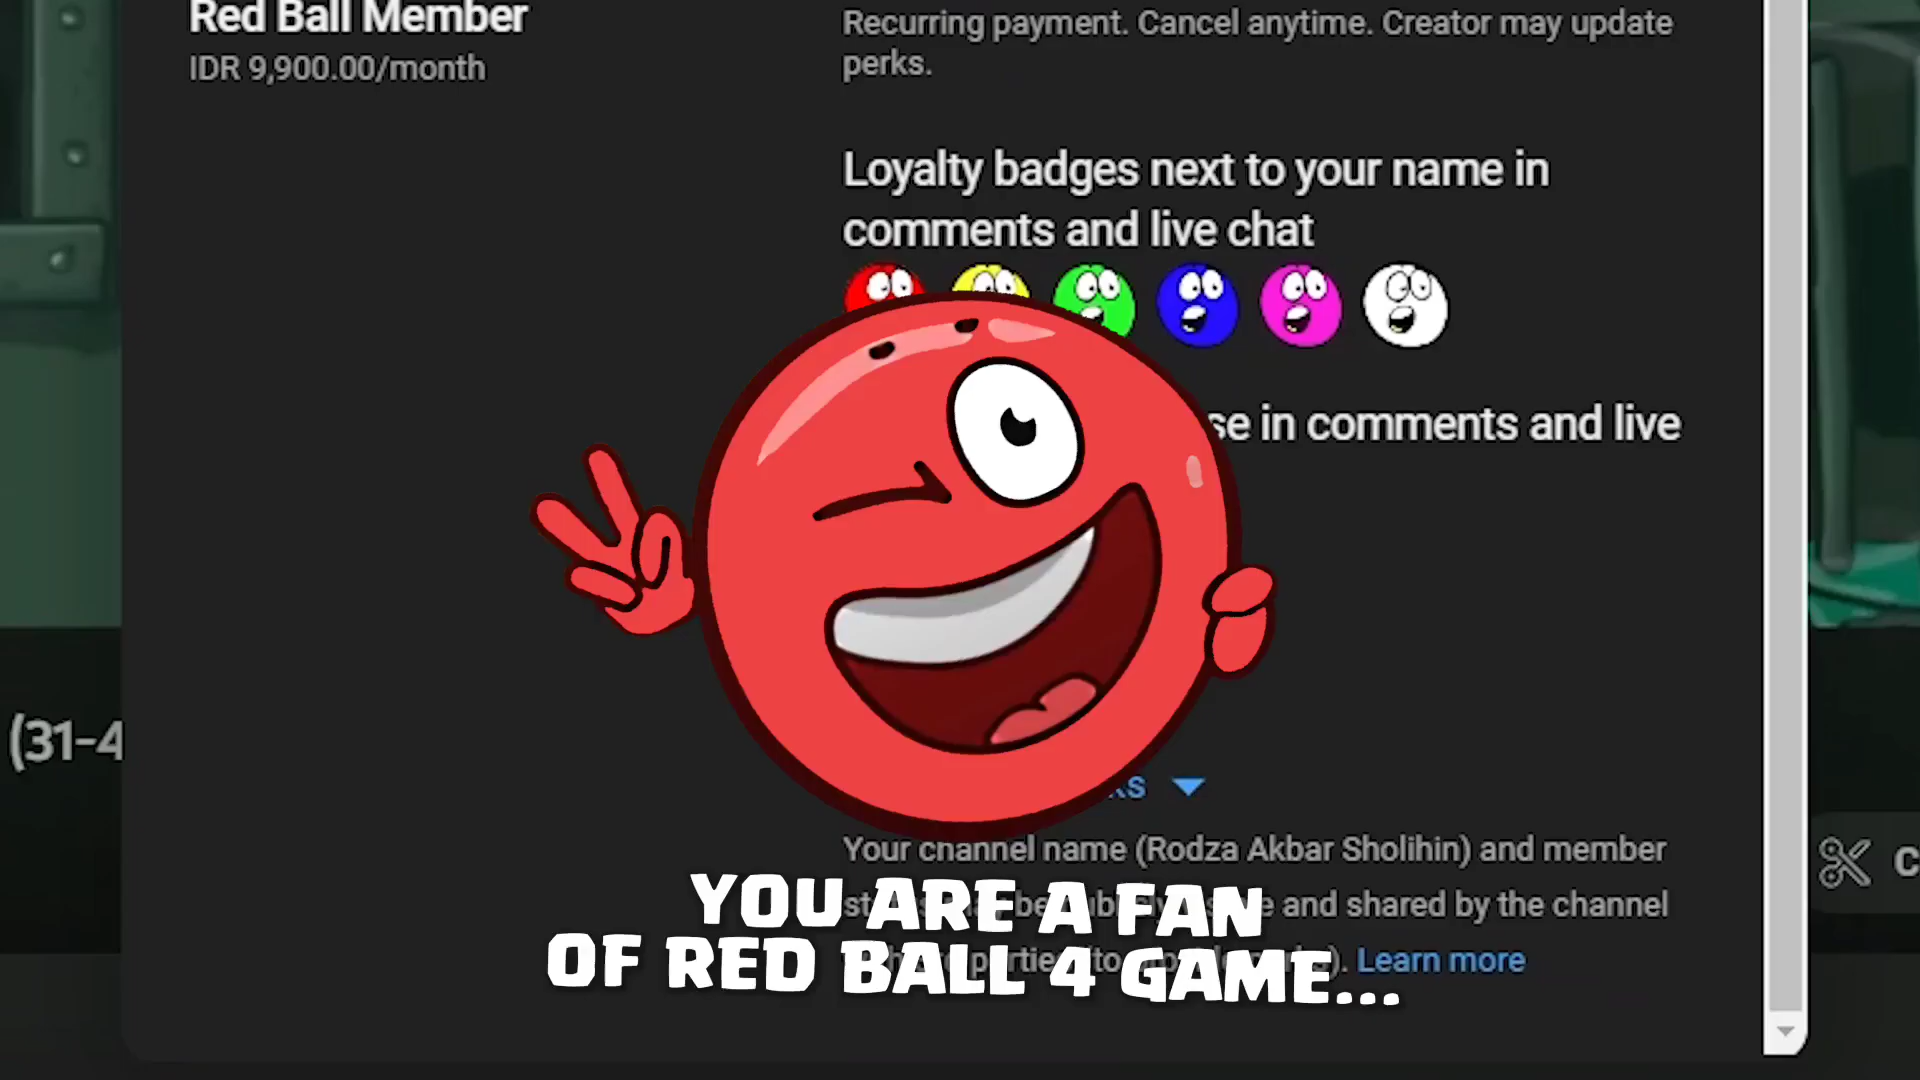 Red Ball Member
IDR 9,900.00/month
Recurring payment. Cancel anytime. Creator may update
perks.
Loyalty badges next to your name in
comments and live chat
in comments and live
(31-4
Your channel name (Rodza Akbar Sholihin) and member
and shared by the channel
Learn more
YOU ARE A FAN
OF RED BALL 4 GAME...